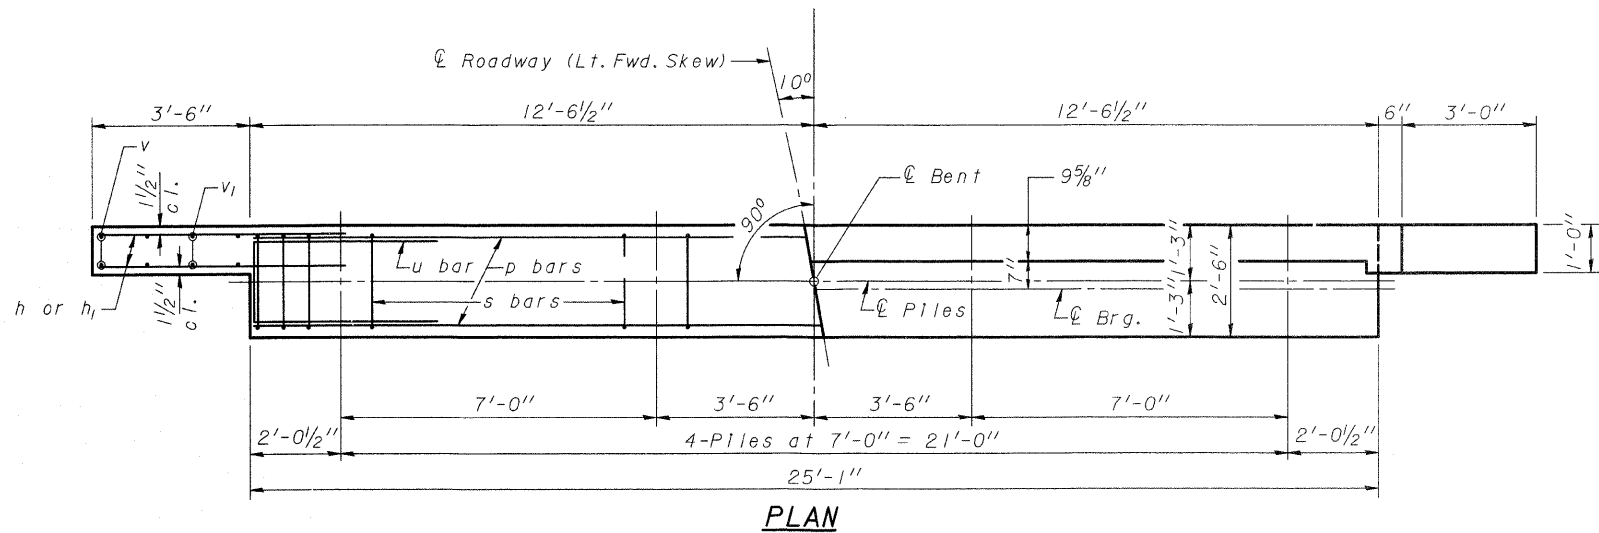 ℄ Roadway (Lt. Fwd. Skew)
10°
3'-6"
12'-6½"
12'-6½"
6"
3'-0"
v
1½" cl.
v₁
℄ Bent
9⅝"
90°
u bar
p bars
s bars
h or h₁
1½" cl.
7"
1'-3"
1'-3"
2'-6"
1'-0"
℄ Piles
℄ Brg.
7'-0"
3'-6"
3'-6"
7'-0"
2'-0½"
4-Piles at 7'-0" = 21'-0"
2'-0½"
25'-1"
PLAN